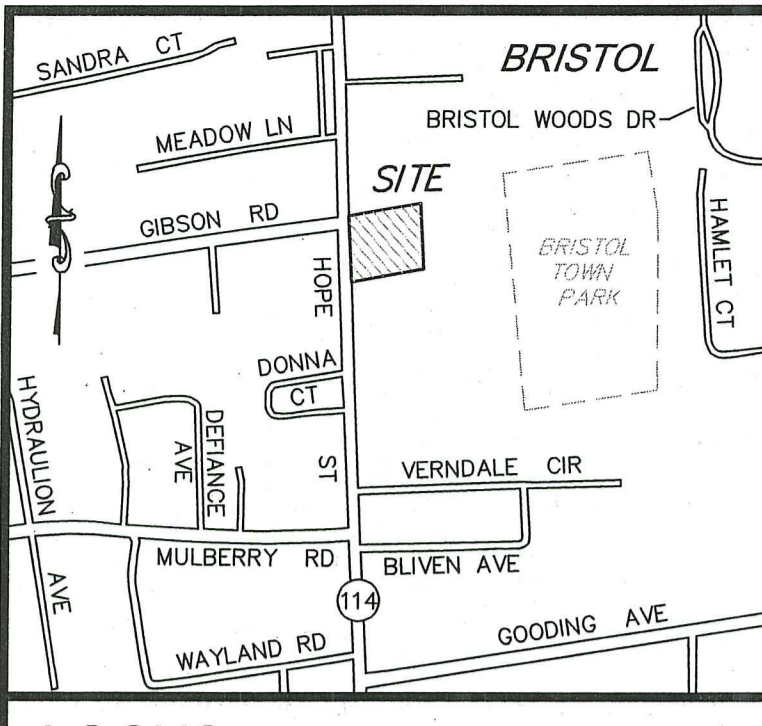 SANDRA CT
BRISTOL
BRISTOL WOODS DR
MEADOW LN
SITE
GIBSON RD
HAMLET CT
BRISTOL
TOWN
PARK
HOPE
ST
DONNA
CT
HYDRAULION
AVE
DEFIANCE
AVE
VERNDALE CIR
MULBERRY RD
BLIVEN AVE
114
GOODING AVE
WAYLAND RD